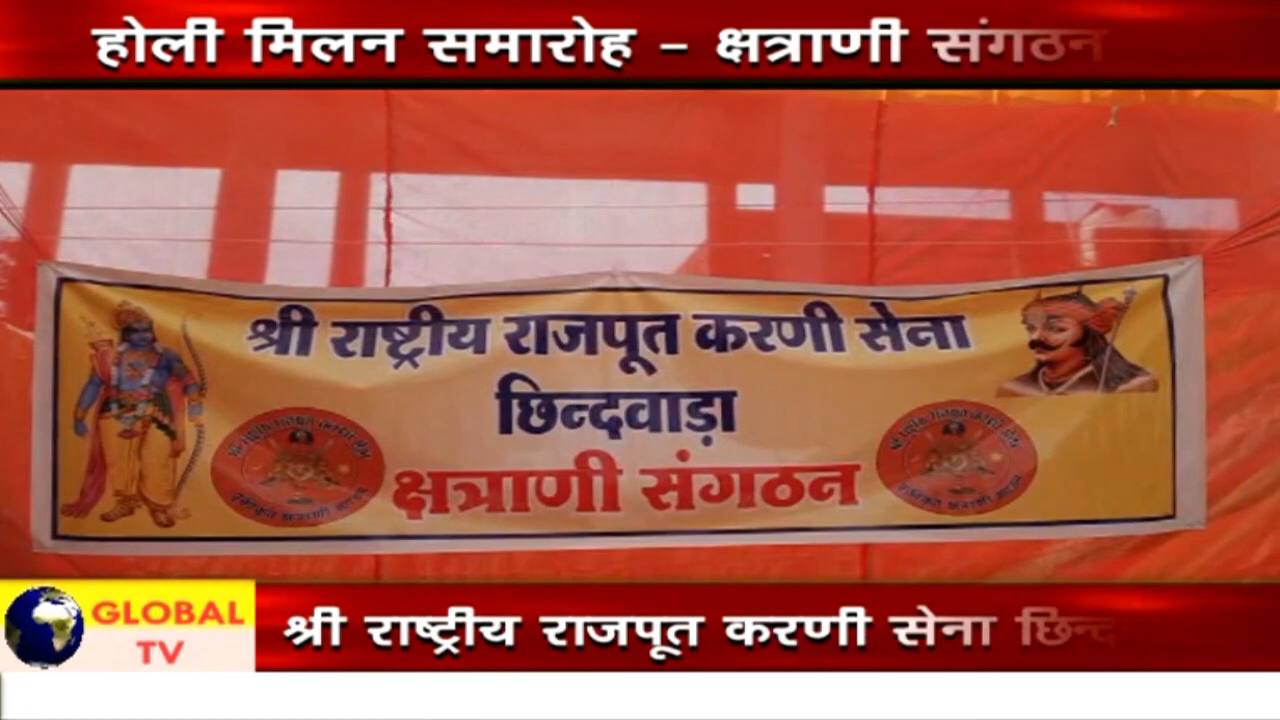 होली मिलन समारोह - क्षत्राणी संगठन
श्री राष्ट्रीय राजपूत करणी सेना
छिन्दवाड़ा
क्षत्राणी संगठन
GLOBAL
TV
श्री राष्ट्रीय राजपूत करणी सेना